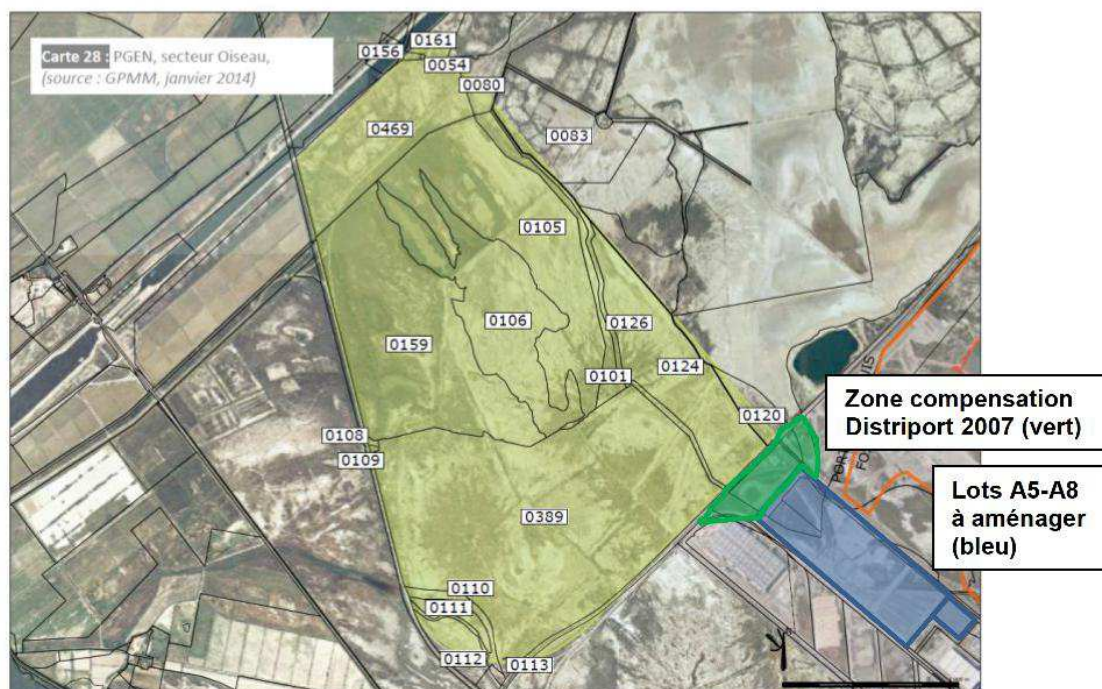 Carte 28 : PGEN, secteur Oiseau,
(source : GPMM, janvier 2014)
0161
0156
0054
0080
0469
0083
0105
0106
0126
0159
0124
0101
0120
0108
0109
0389
0110
0111
0112
0113
Zone compensation
Distriport 2007 (vert)
Lots A5-A8
à aménager
(bleu)